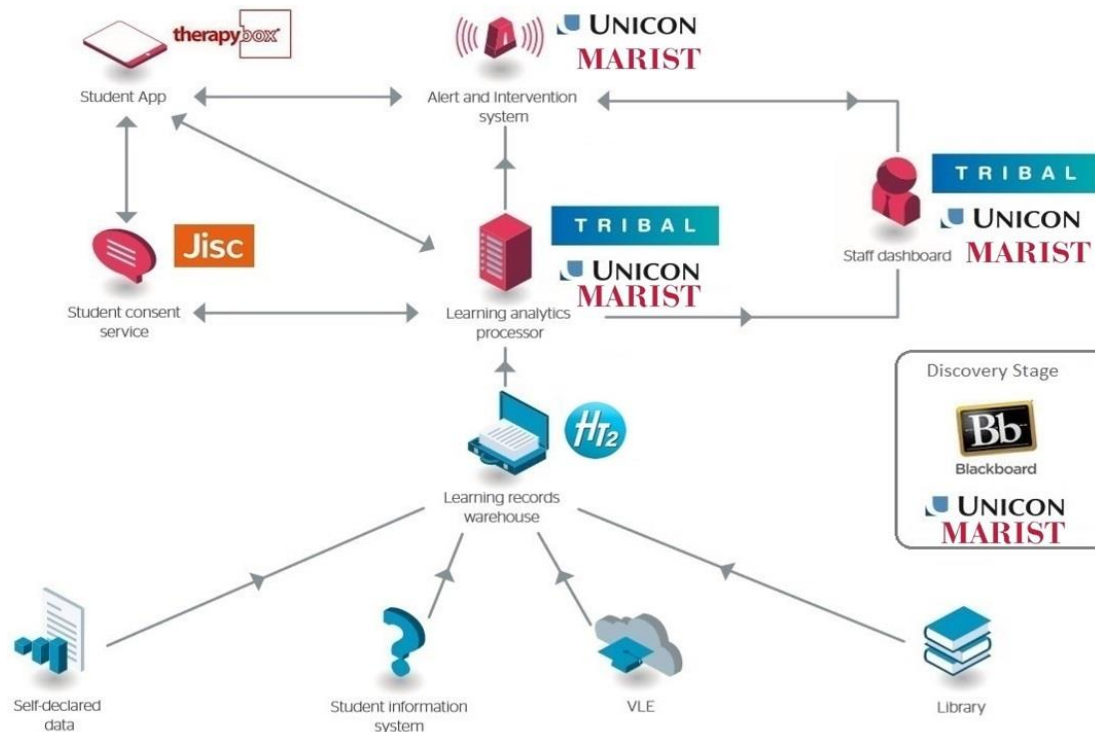 therapybox
UNICON
MARIST
Student App
Alert and Intervention
system
TRIBAL
UNICON
MARIST
Staff dashboard
Jisc
TRIBAL
UNICON
MARIST
Student consent
service
Learning analytics
processor
Discovery Stage
Bb
Blackboard
UNICON
MARIST
HT2
Learning records
warehouse
Self-declared
data
Student information
system
VLE
Library